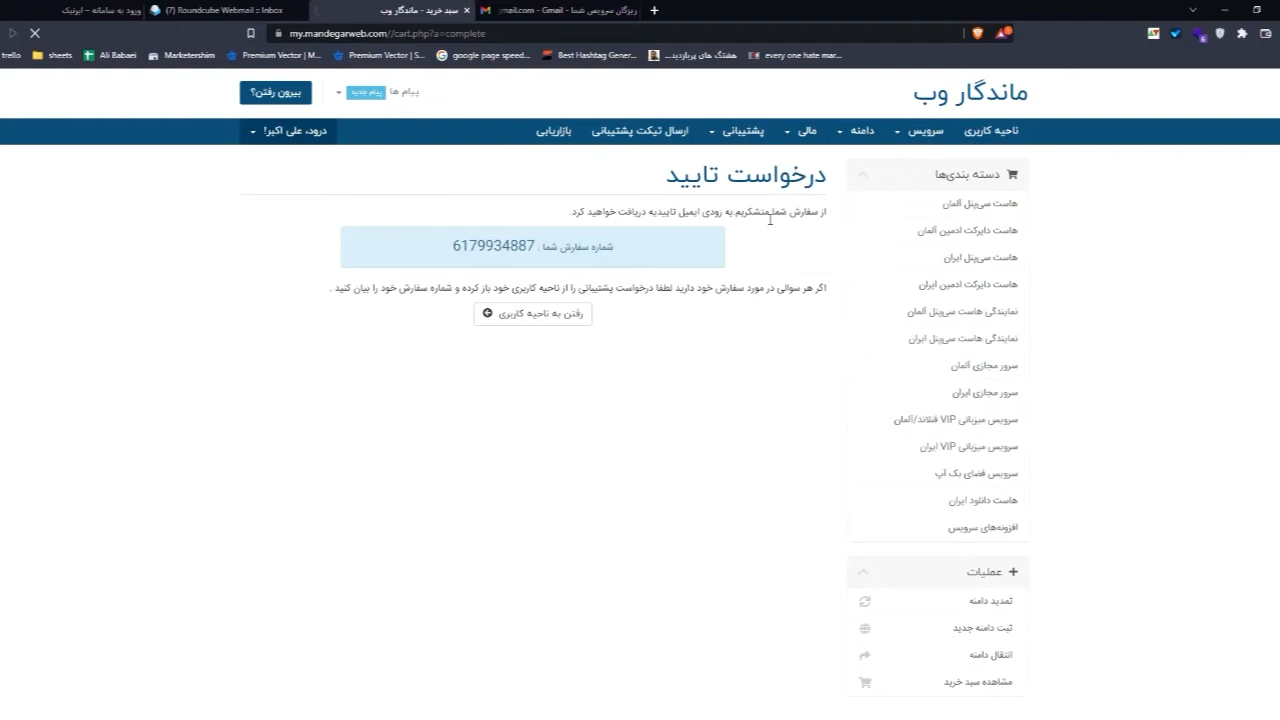 ورود به سامانه – ایرنیک
(7) Roundcube Webmail :: Inbox
سبد خرید - ماندگار وب
ریزگان سرویس شما - mail.com - Gmail
my.mandegarweb.com//cart.php?a=complete
trello
sheets
Ali Babaei
Marketershim
Premium Vector | M...
Premium Vector | S...
google page speed...
Best Hashtag Gener...
هشتگ های پربازدید...
every one hate mar...
ماندگار وب
پیام ها پیام جدید
بیرون رفتن؟
ناحیه کاربری
سرویس
دامنه
مالی
پشتیبانی
ارسال تیکت پشتیبانی
بازاریابی
درود، علی اکبر!
دسته بندی‌ها
هاست سی‌پنل آلمان
هاست دایرکت ادمین آلمان
هاست سی‌پنل ایران
هاست دایرکت ادمین ایران
نمایندگی هاست سی‌پنل آلمان
نمایندگی هاست سی‌پنل ایران
سرور مجازی آلمان
سرور مجازی ایران
سرویس میزبانی VIP فنلاند/آلمان
سرویس میزبانی VIP ایران
سرویس فضای بک آپ
هاست دانلود ایران
افزونه‌های سرویس
عملیات
تمدید دامنه
ثبت دامنه جدید
انتقال دامنه
مشاهده سبد خرید
درخواست تایید
از سفارش شما متشکریم.به زودی ایمیل تاییدیه دریافت خواهید کرد.
شماره سفارش شما : 6179934887
اگر هر سوالی در مورد سفارش خود دارید لطفا درخواست پشتیبانی را از ناحیه کاربری خود باز کرده و شماره سفارش خود را بیان کنید .
رفتن به ناحیه کاربری